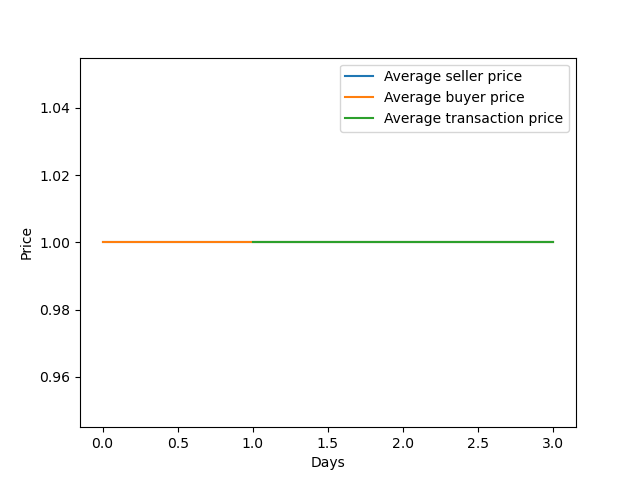 Average seller price
Average buyer price
Average transaction price
1.04
1.02
1.00
0.98
0.96
Price
0.0 0.5 1.0 1.5 2.0 2.5 3.0
Days